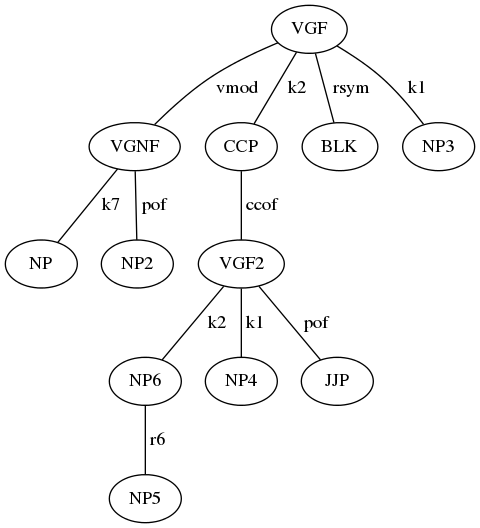 VGF
vmod k2 rsym k1
VGNF CCP BLK NP3
k7 pof ccof
NP NP2 VGF2
k2 k1 pof
NP6 NP4 JJP
r6
NP5